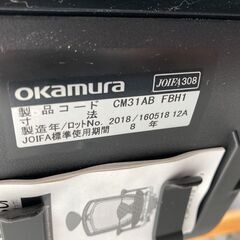 okamura
JOIFA308
製品コード CM31AB FBH1
寸法
製造年/ロットNo. 2018/160518 12A
JOIFA標準使用期間 8 年